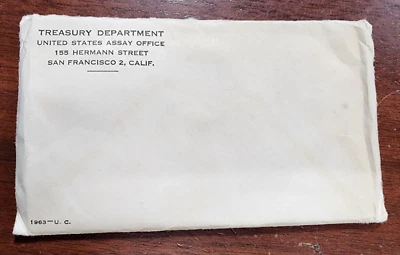 TREASURY DEPARTMENT
UNITED STATES ASSAY OFFICE
155 HERMANN STREET
SAN FRANCISCO 2, CALIF.
1963—U. C.